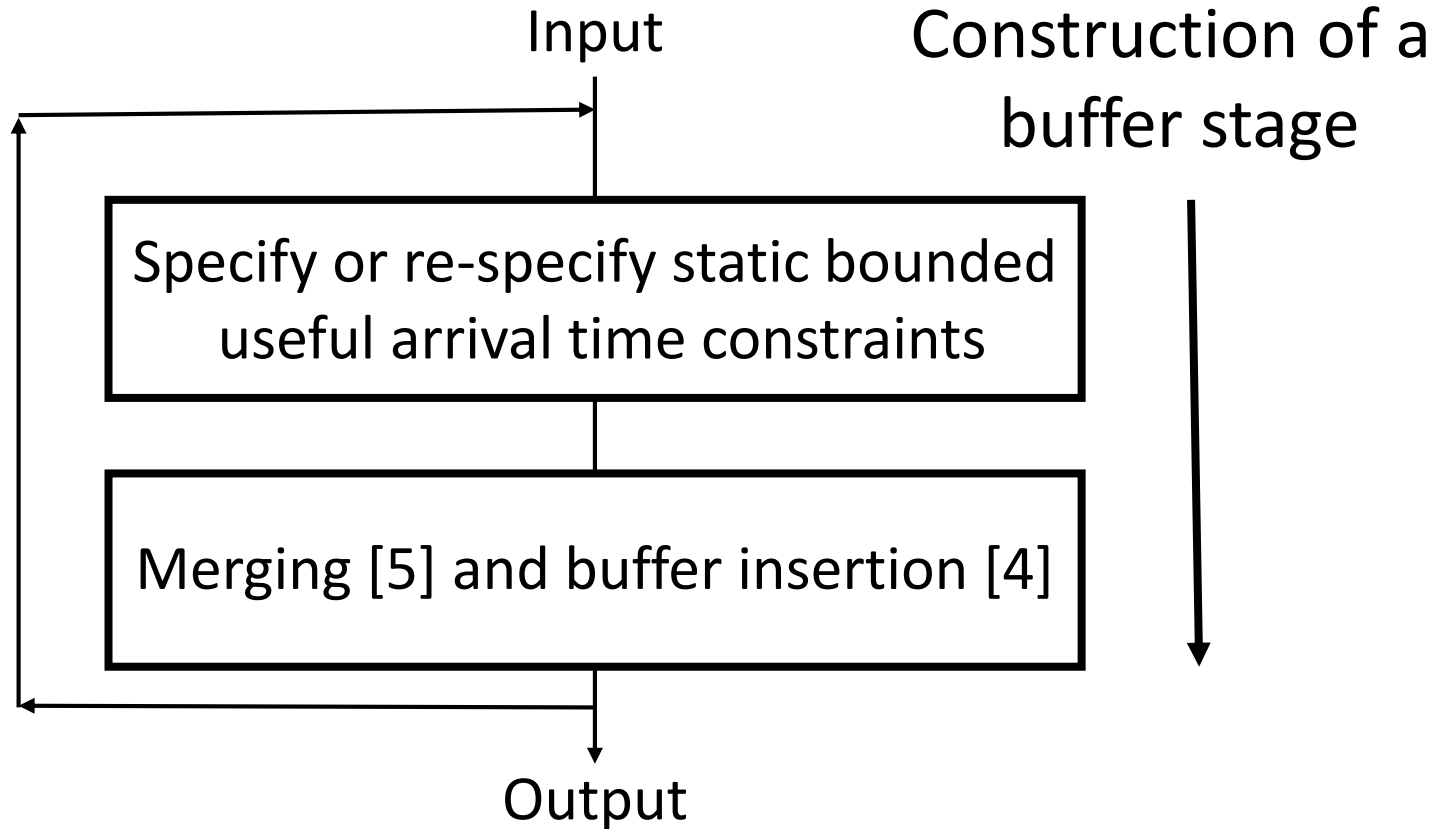 Input
Construction of a
buffer stage
Specify or re-specify static bounded
useful arrival time constraints
Merging [5] and buffer insertion [4]
Output